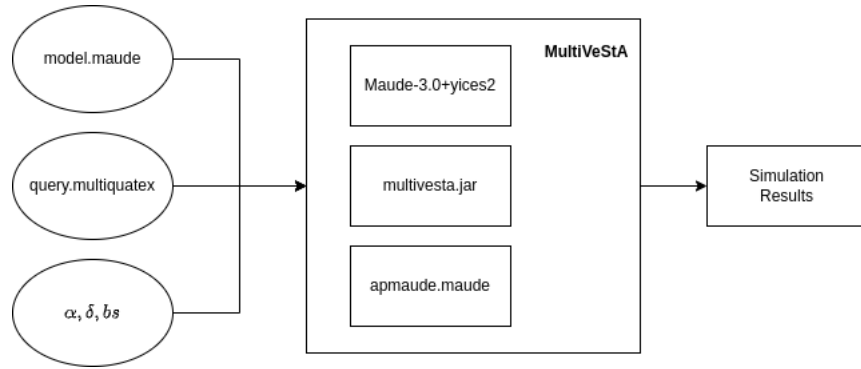 model.maude
query.multiquatex
α, δ, bs
MultiVeStA
Maude-3.0+yices2
multivesta.jar
apmaude.maude
Simulation
Results